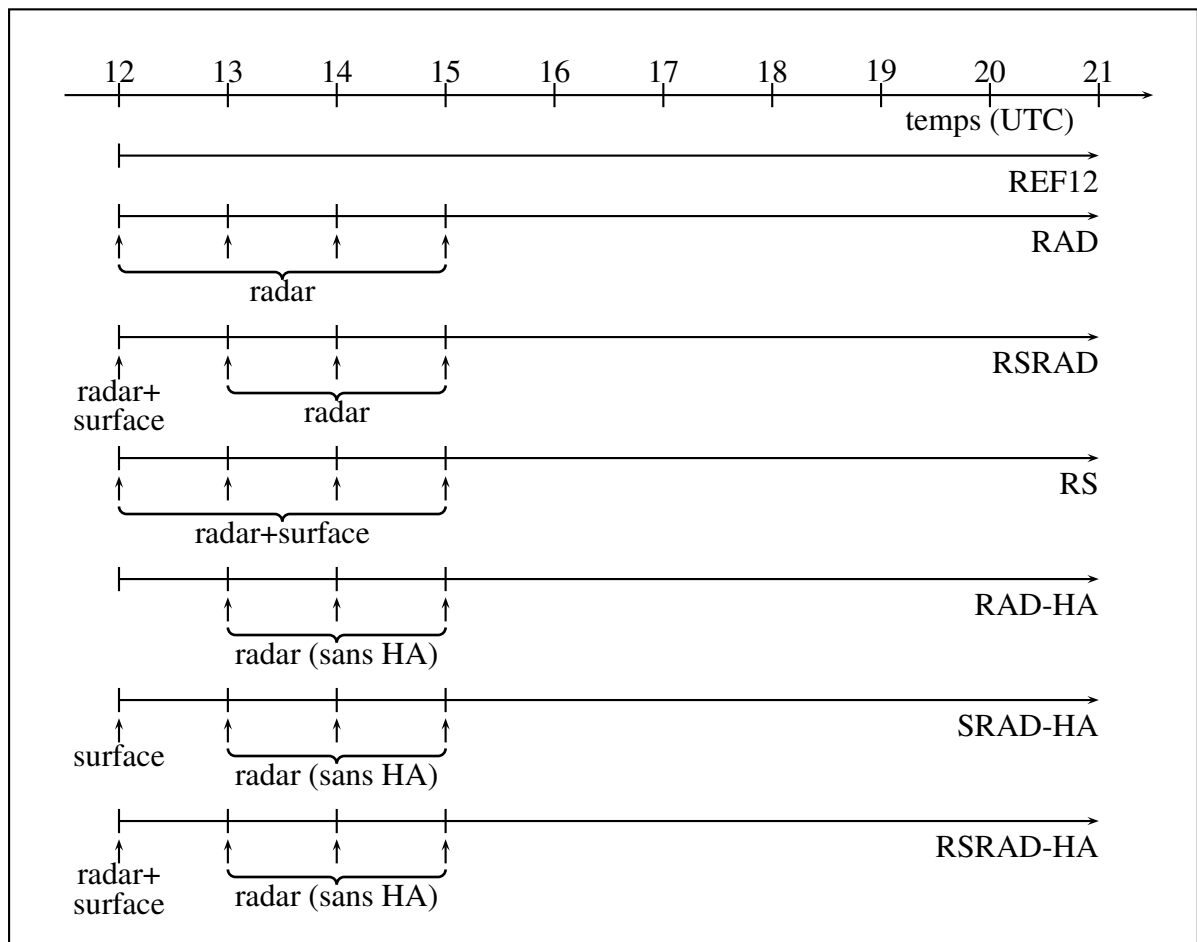 12 13 14 15 16 17 18 19 20 21
temps (UTC)
REF12
RAD
radar
RSRAD
radar+
surface
radar
RS
radar+surface
RAD-HA
radar (sans HA)
SRAD-HA
surface
radar (sans HA)
RSRAD-HA
radar+
surface
radar (sans HA)